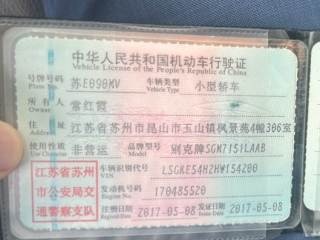 中华人民共和国机动车行驶证
Vehicle License of the People's Republic of China
号牌号码 苏E090MV 车辆类型 小型轿车
Plate No. Vehicle Type
所有人 常红霞
Owner
住址 江苏省苏州市昆山市玉山镇枫景苑4幢306室
Address
使用性质 非营运 品牌型号 别克牌SGM7151LAAB
Use Character Model
江苏省苏州
市公安局交
通警察支队
车辆识别代号 LSGKE54H2HW154200
VIN
发动机号码 170485520
Engine No.
注册日期 2017-05-08 发证日期 2017-05-08
Register Date Issue Date